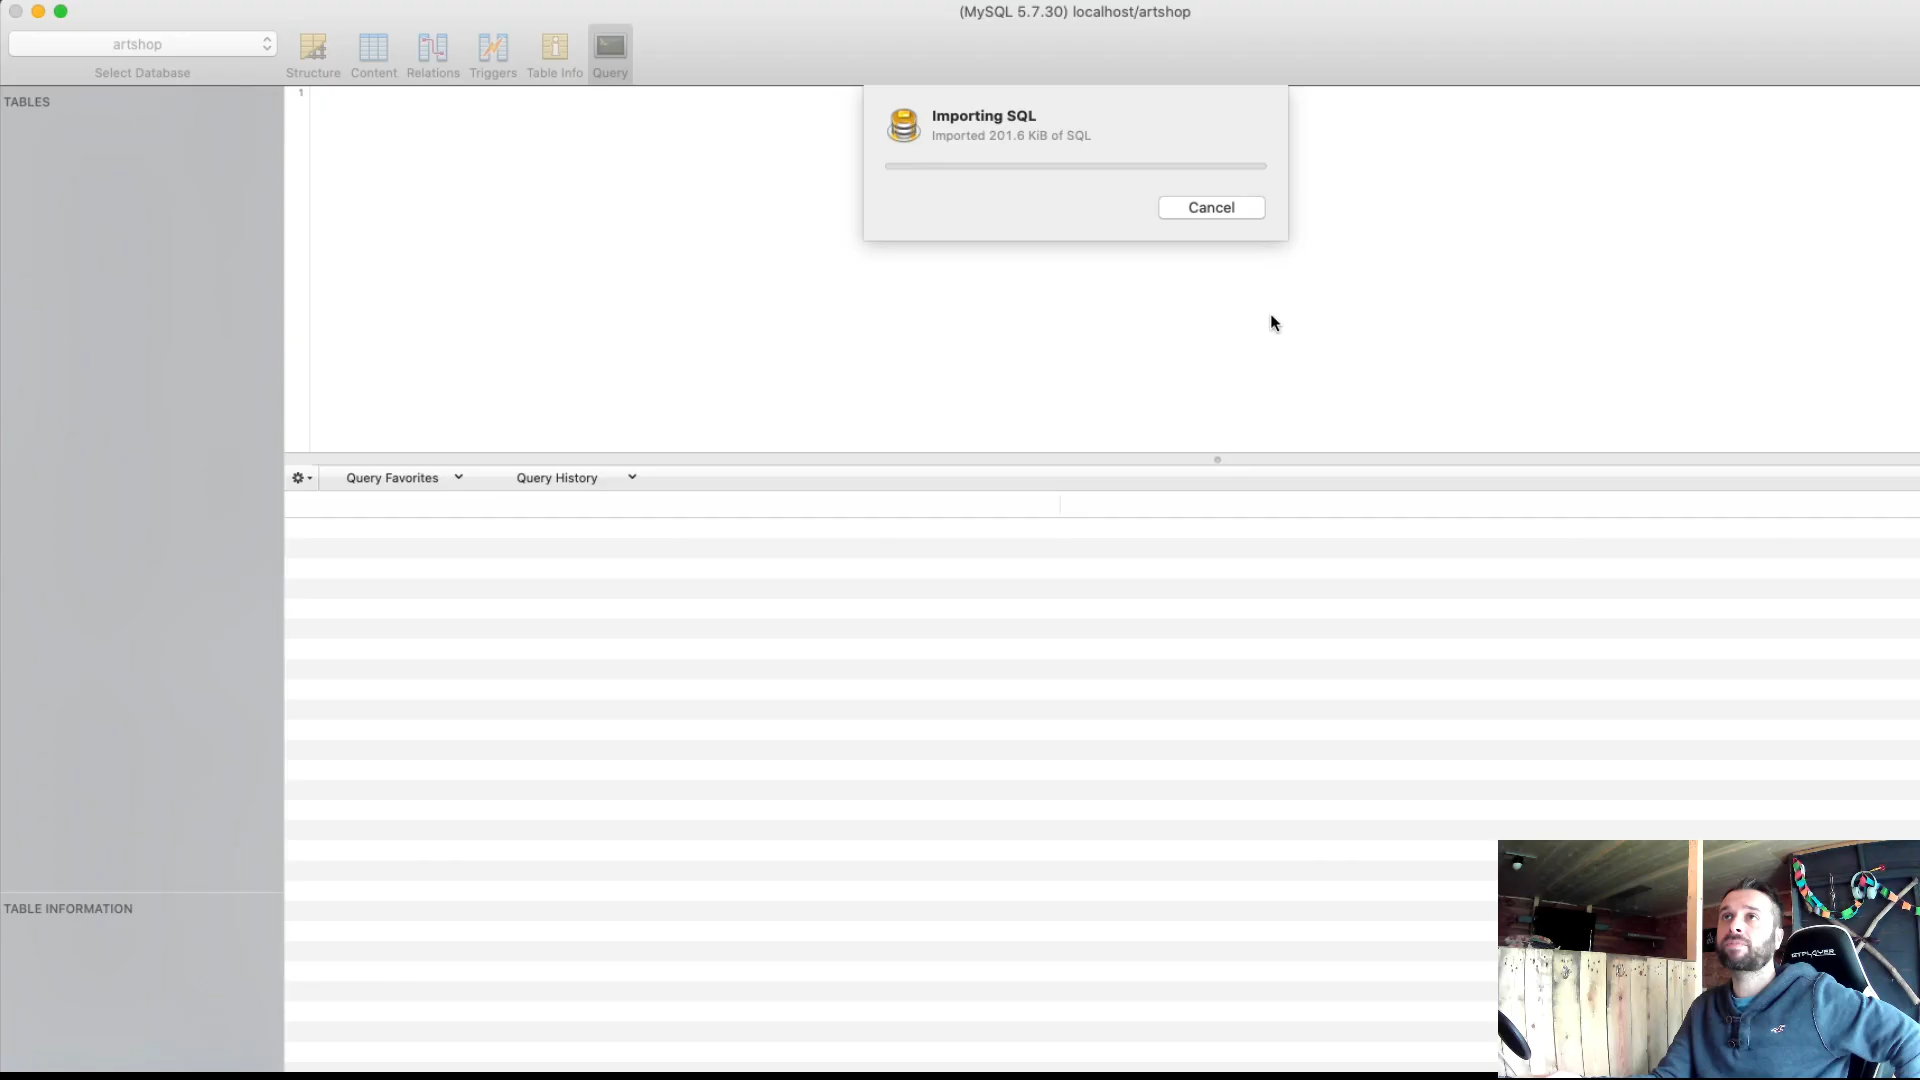 (MySQL 5.7.30) localhost/artshop
artshop
Select Database
Structure
Content
Relations
Triggers
Table Info
Query
TABLES
1
Importing SQL
Imported 201.6 KiB of SQL
Cancel
Query Favorites
Query History
TABLE INFORMATION
GTPLAYER